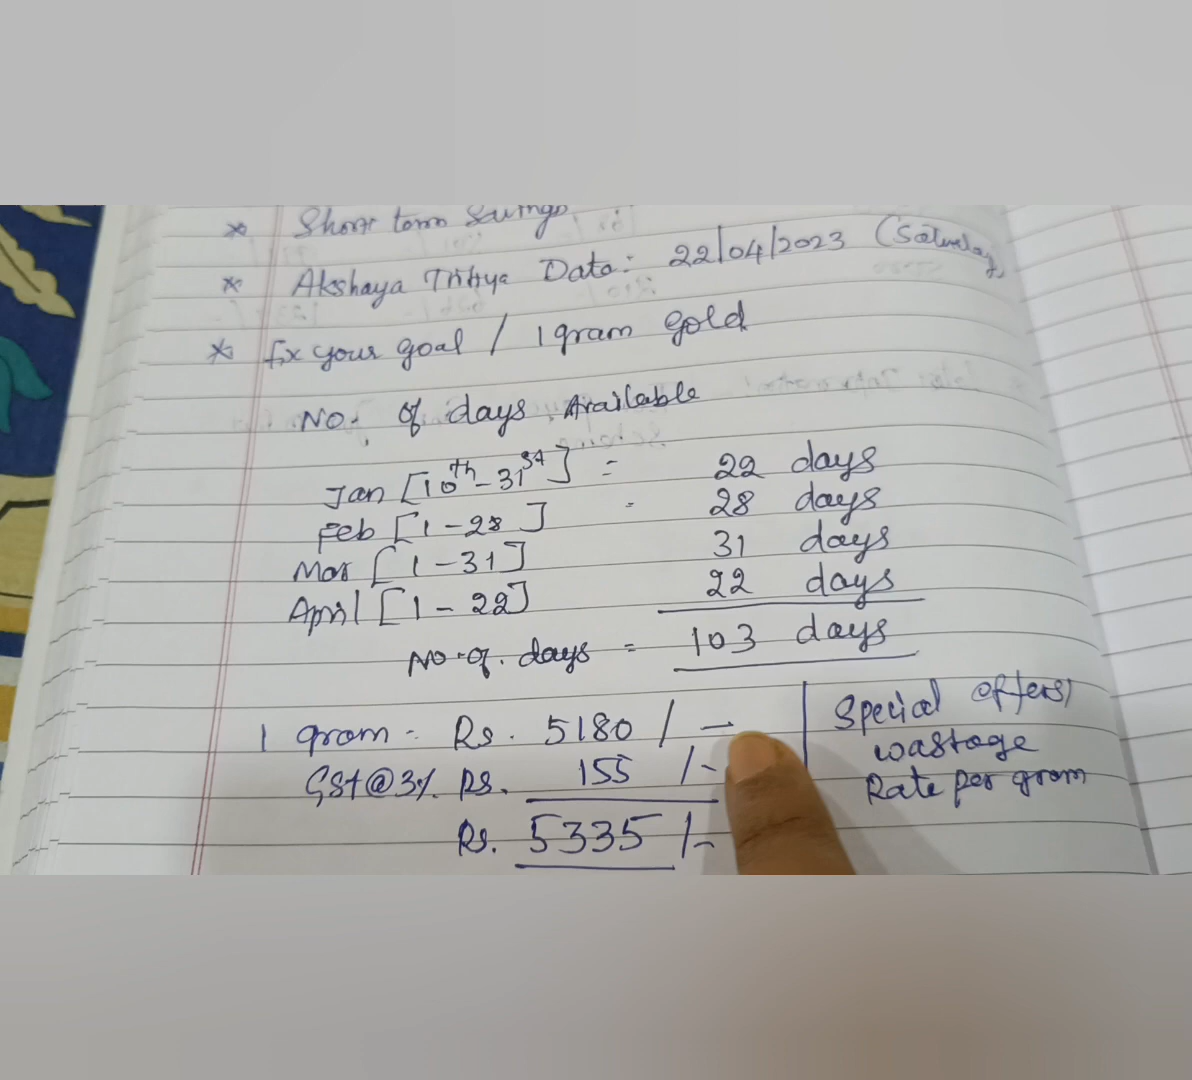 * Short term Savings
* Akshaya Tritiya Date: 22/04/2023 (Saturday)
* Fix your goal / 1 gram gold
No. of days Available
Jan [10th - 31st] = 22 days
Feb [1 - 28] = 28 days
Mar [1 - 31] 31 days
April [1 - 22] 22 days
No. of. days = 103 days
1 gram - Rs. 5180 /-
Gst@3%. Rs. 155 /-
Rs. 5335 /-
Special offers,
wastage
Rate per gram